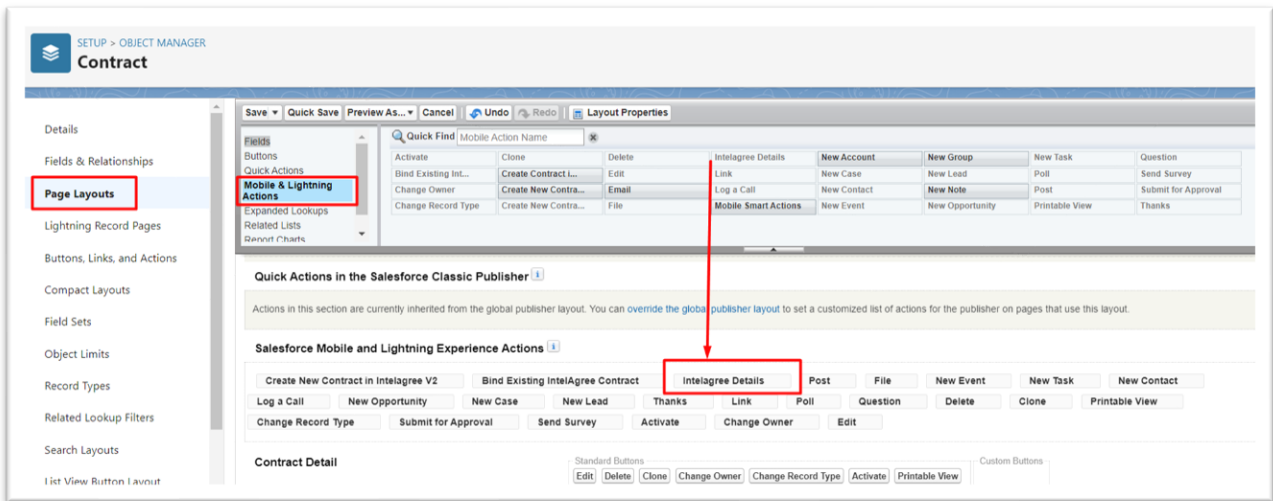 SETUP > OBJECT MANAGER
Contract
Details
Fields & Relationships
Page Layouts
Lightning Record Pages
Buttons, Links, and Actions
Compact Layouts
Field Sets
Object Limits
Record Types
Related Lookup Filters
Search Layouts
List View Button Layout
Save Quick Save Preview As... Cancel Undo Redo Layout Properties
Fields
Buttons
Quick Actions
Mobile & Lightning
Actions
Expanded Lookups
Related Lists
Report Charts
Quick Find Mobile Action Name
Activate Clone Delete Intelagree Details New Account New Group New Task Question
Bind Existing Int... Create Contract i... Edit Link New Case New Lead Poll Send Survey
Change Owner Create New Contra... Email Log a Call New Contact New Note Post Submit for Approval
Change Record Type Create New Contra... File Mobile Smart Actions New Event New Opportunity Printable View Thanks
Quick Actions in the Salesforce Classic Publisher i
Actions in this section are currently inherited from the global publisher layout. You can override the global publisher layout to set a customized list of actions for the publisher on pages that use this layout.
Salesforce Mobile and Lightning Experience Actions i
Create New Contract in Intelagree V2 Bind Existing IntelAgree Contract Intelagree Details Post File New Event New Task New Contact
Log a Call New Opportunity New Case New Lead Thanks Link Poll Question Delete Clone Printable View
Change Record Type Submit for Approval Send Survey Activate Change Owner Edit
Contract Detail
Standard Buttons
Edit Delete Clone Change Owner Change Record Type Activate Printable View
Custom Buttons